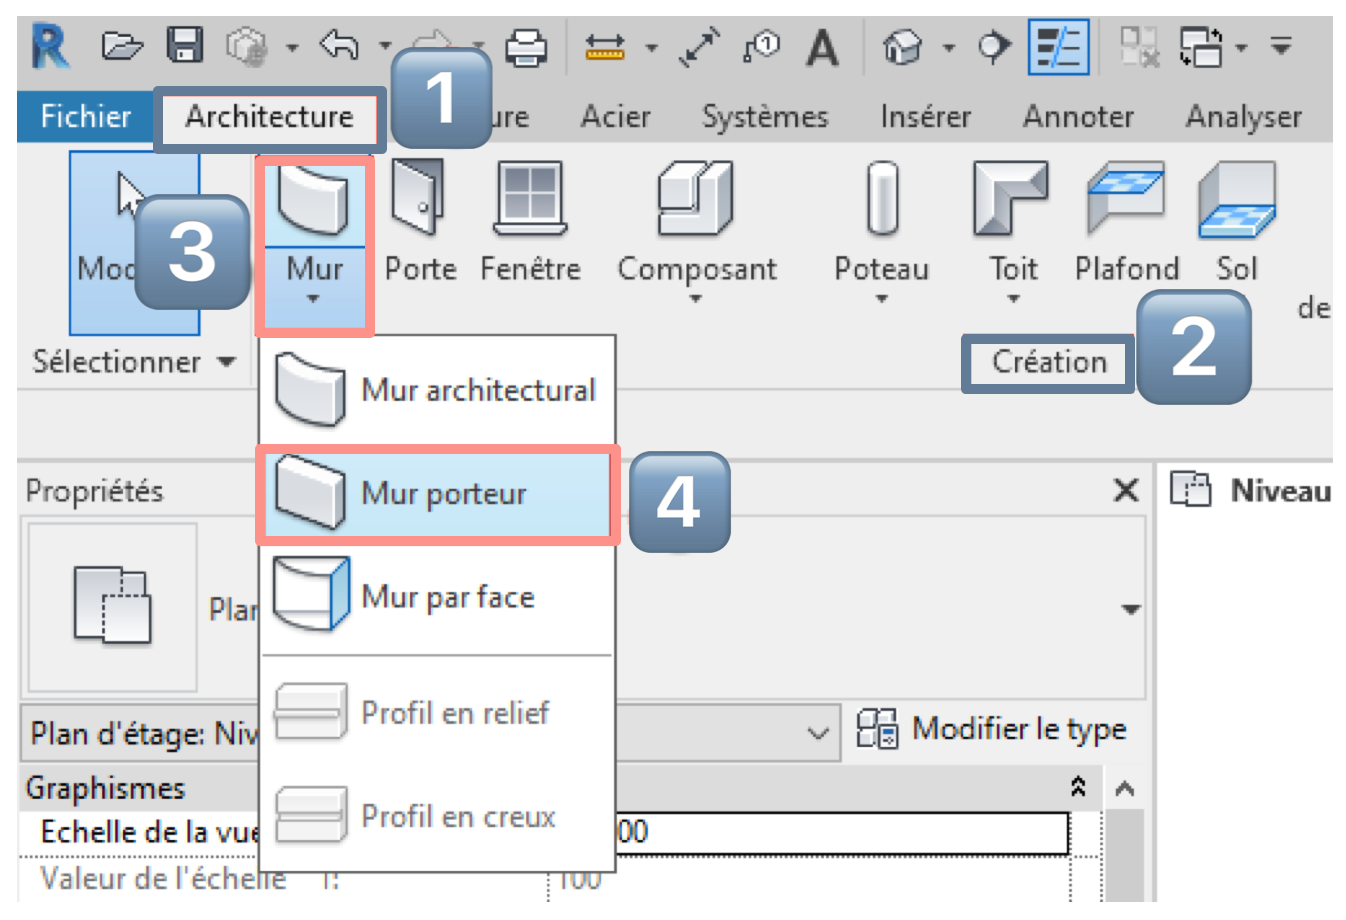 R
1 A
1
Fichier Architecture ure Acier Systèmes Insérer Annoter Analyser
3
Mod Mur Porte Fenêtre Composant Poteau Toit Plafond Sol
de
Sélectionner Création 2
Mur architectural
Propriétés Mur porteur 4 Niveau
Plan Mur par face
Profil en relief
Plan d'étage: Niv Modifier le type
Graphismes
Profil en creux
Echelle de la vue 00
Valeur de l'échelle 1: 100